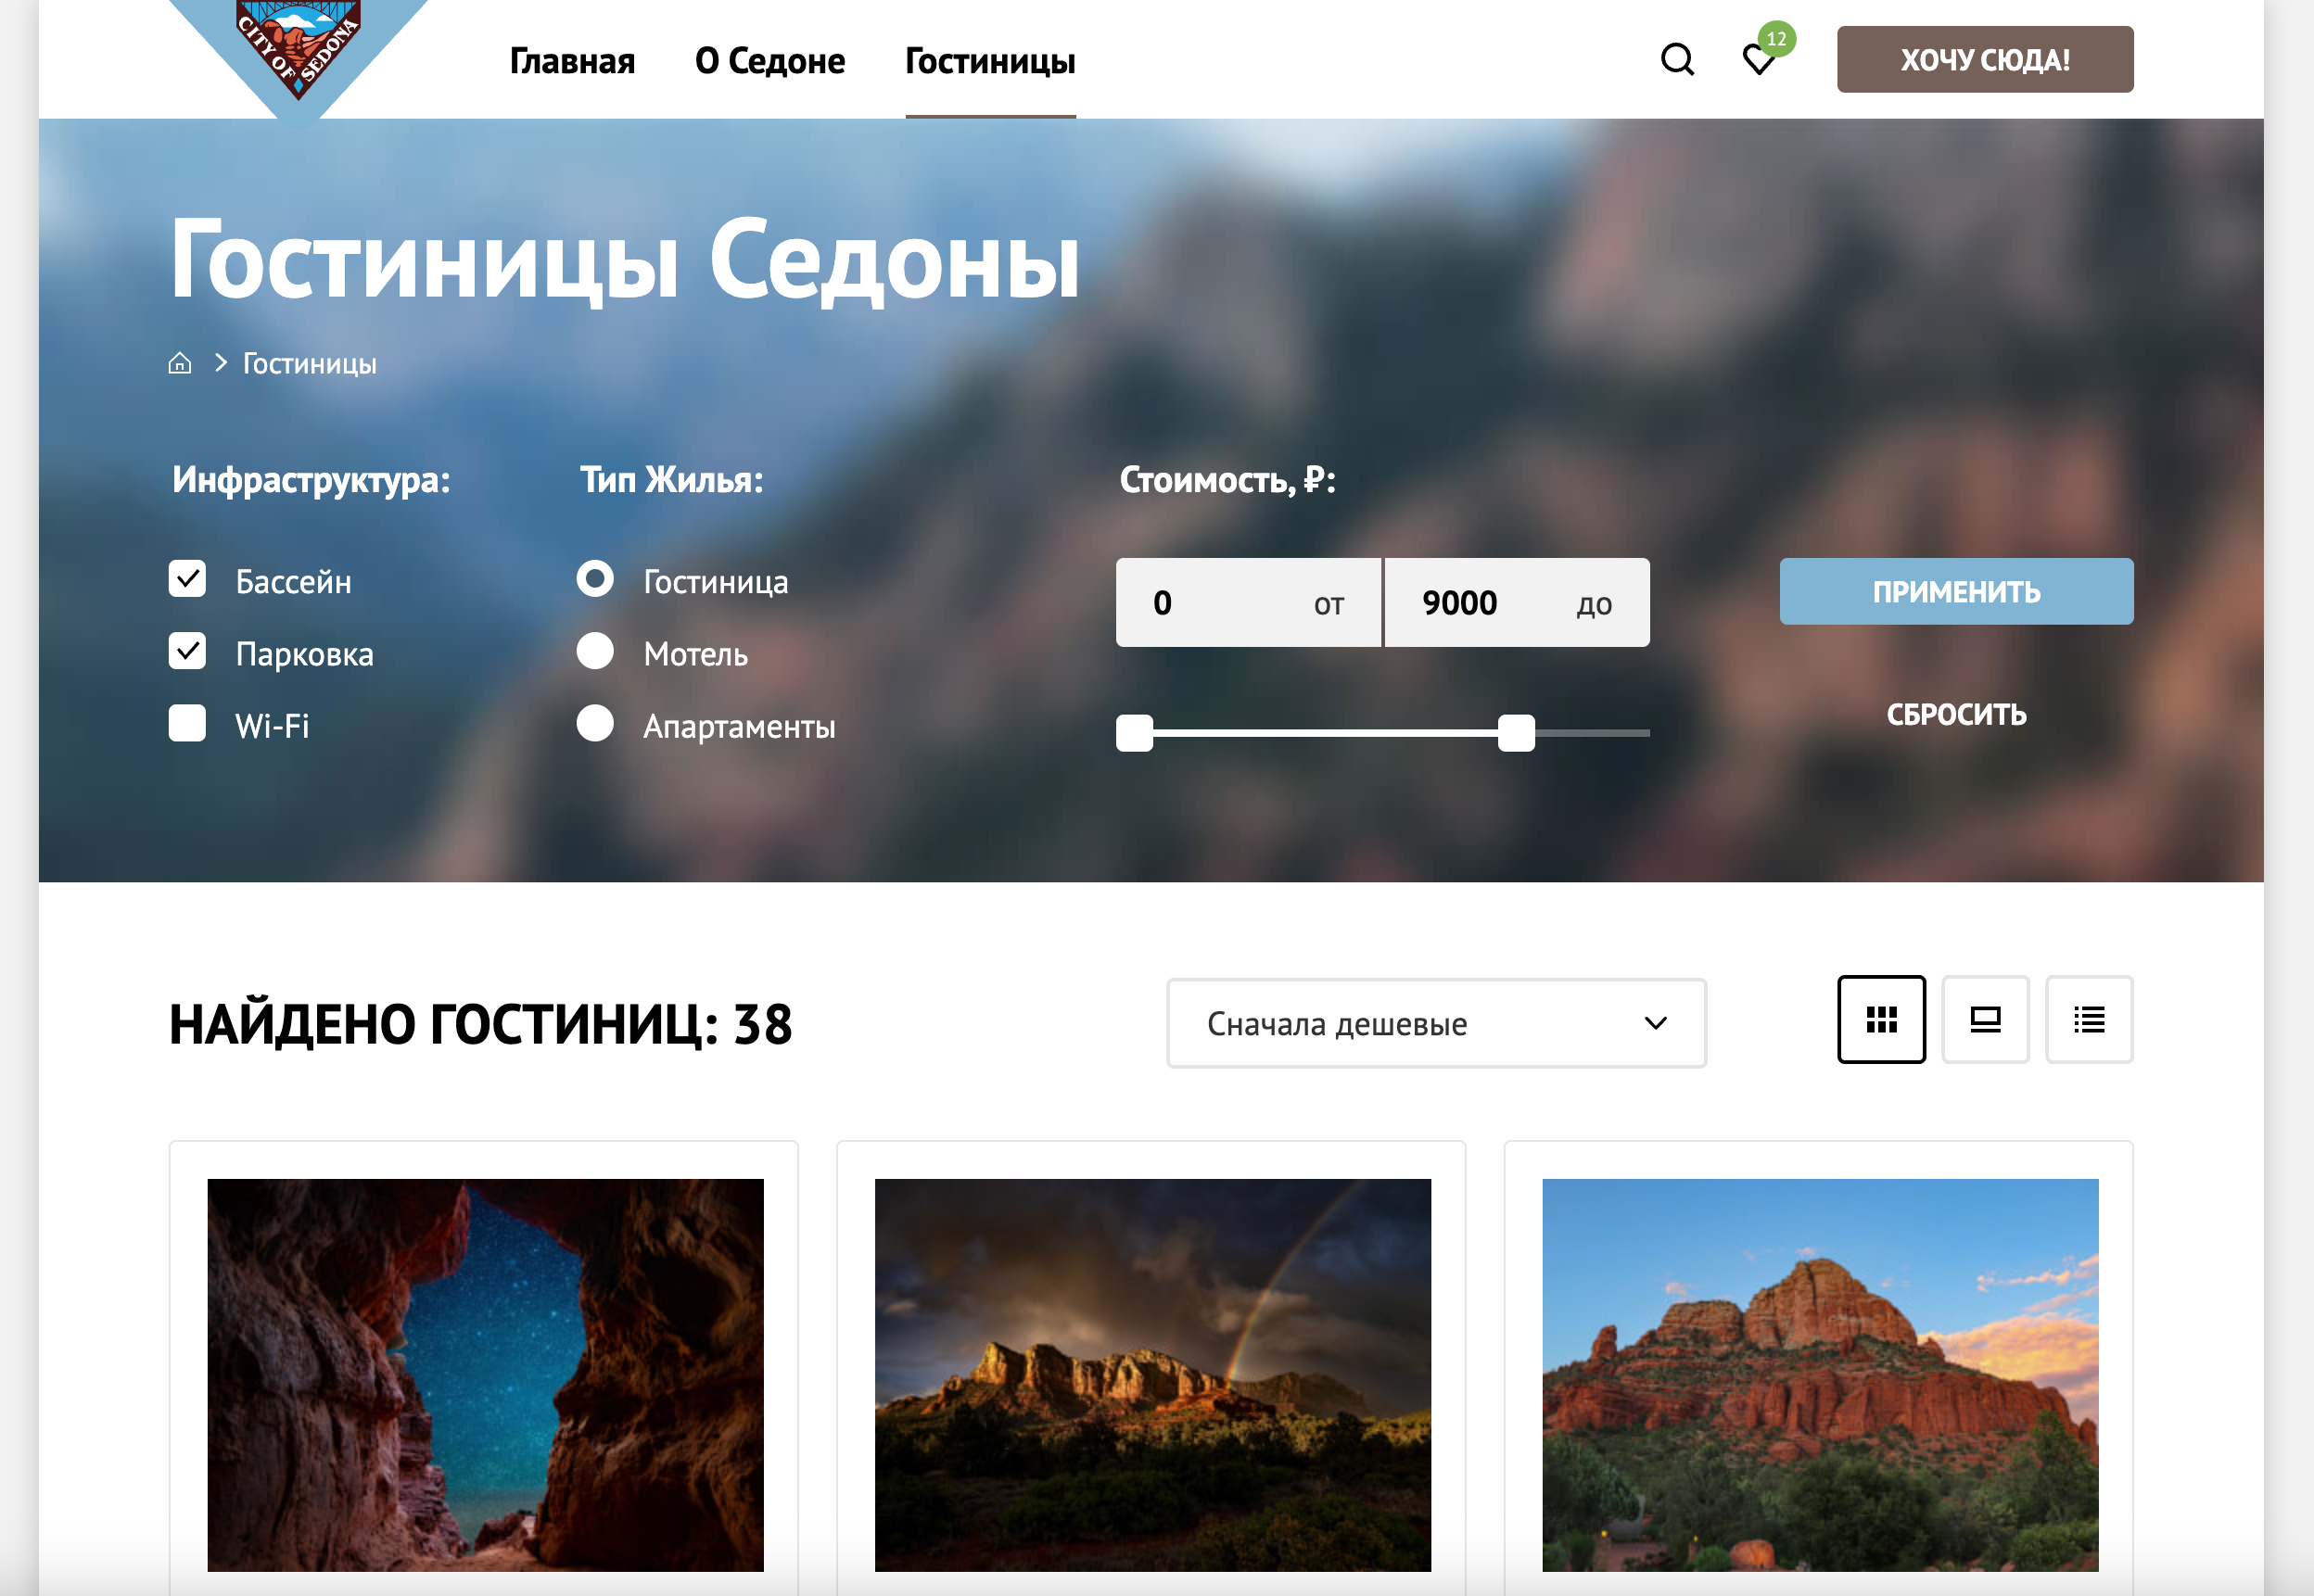 CITY OF SEDONA
Главная
О Седоне
Гостиницы
12
ХОЧУ СЮДА!
Гостиницы Седоны
Гостиницы
Инфраструктура:
Тип Жилья:
Стоимость, ₽:
Бассейн
Гостиница
0 от
9000 до
ПРИМЕНИТЬ
Парковка
Мотель
Wi-Fi
Апартаменты
СБРОСИТЬ
НАЙДЕНО ГОСТИНИЦ: 38
Сначала дешевые